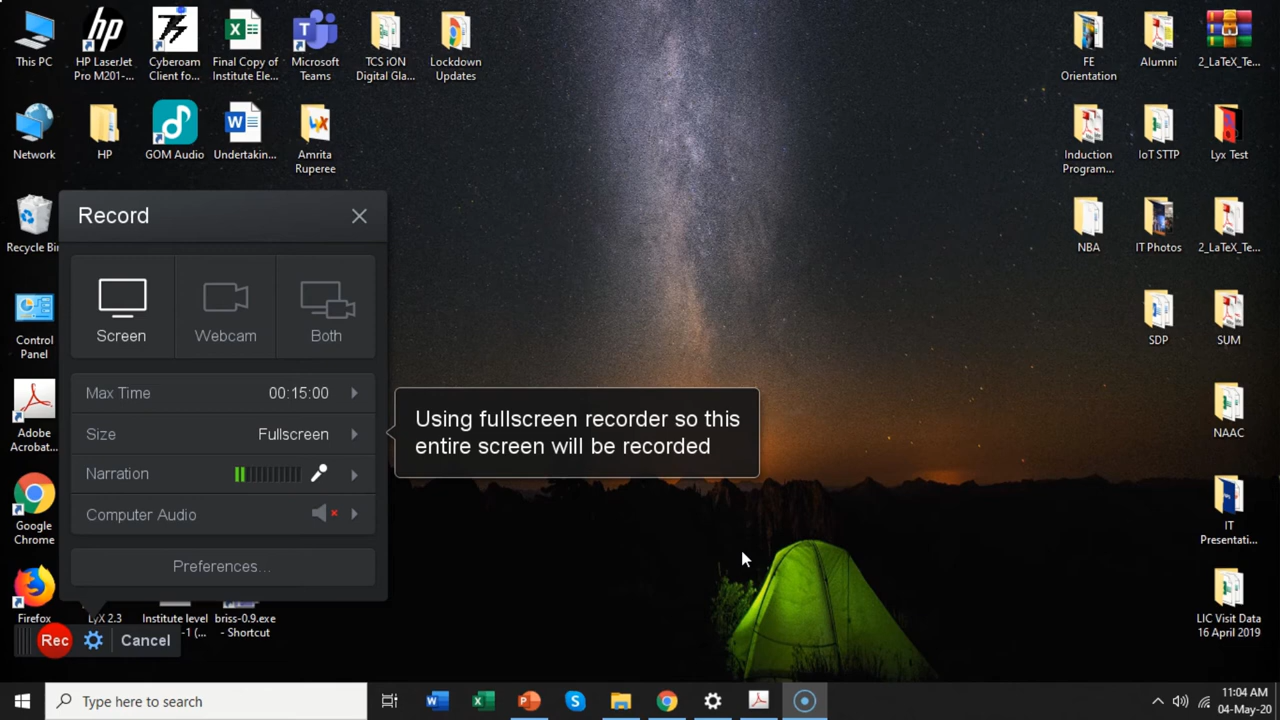 This PC
HP LaserJet
Pro M201-...
Cyberoam
Client fo...
Final Copy of
Institute Ele...
Microsoft
Teams
TCS iON
Digital Gla...
Lockdown
Updates
FE
Orientation
Alumni
2_LaTeX_Te...
Network
HP
GOM Audio
Undertakin...
Amrita
Ruperee
Induction
Program...
IoT STTP
Lyx Test
Recycle Bin
NBA
IT Photos
2_LaTeX_Te...
Record
Screen
Webcam
Both
Control
Panel
SDP
SUM
Max Time 00:15:00
Size Fullscreen
Narration
Computer Audio
Preferences...
Using fullscreen recorder so this
entire screen will be recorded
Adobe
Acrobat...
NAAC
Google
Chrome
IT
Presentati...
Firefox
LyX 2.3
Institute level
-1 (...
briss-0.9.exe
- Shortcut
LIC Visit Data
16 April 2019
Rec
Cancel
Type here to search
11:04 AM
04-May-20